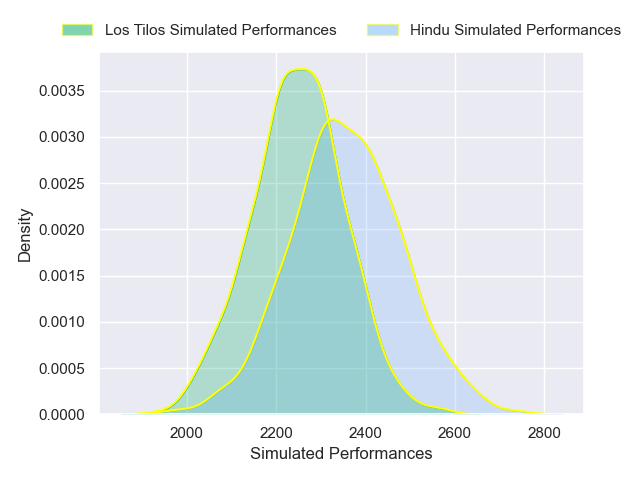 Los Tilos Simulated Performances Hindu Simulated Performances
0.0035
0.0030
0.0025
0.0020
0.0015
0.0010
0.0005
0.0000
Density
2000 2200 2400 2600 2800
Simulated Performances